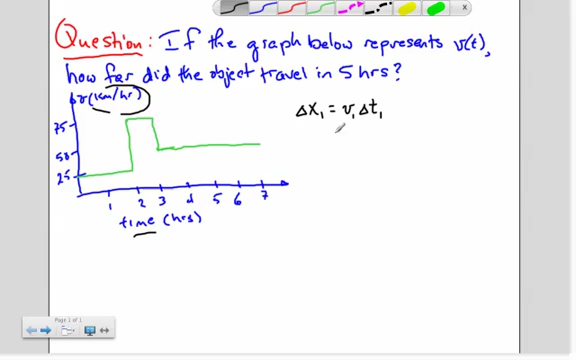 Question: If the graph below represents v(t),
how far did the object travel in 5 hrs?
v(km/hr)
Δx₁ = v₁Δt₁
75
50
25
1 2 3 4 5 6 7
time (hrs)
Page 1 of 1